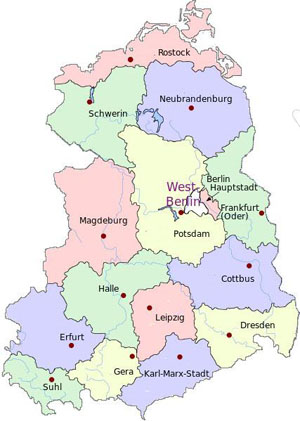 Rostock
Neubrandenburg
Schwerin
West-
Berlin
Berlin
Hauptstadt
Frankfurt
(Oder)
Magdeburg
Potsdam
Cottbus
Halle
Leipzig
Dresden
Erfurt
Gera
Karl-Marx-Stadt
Suhl